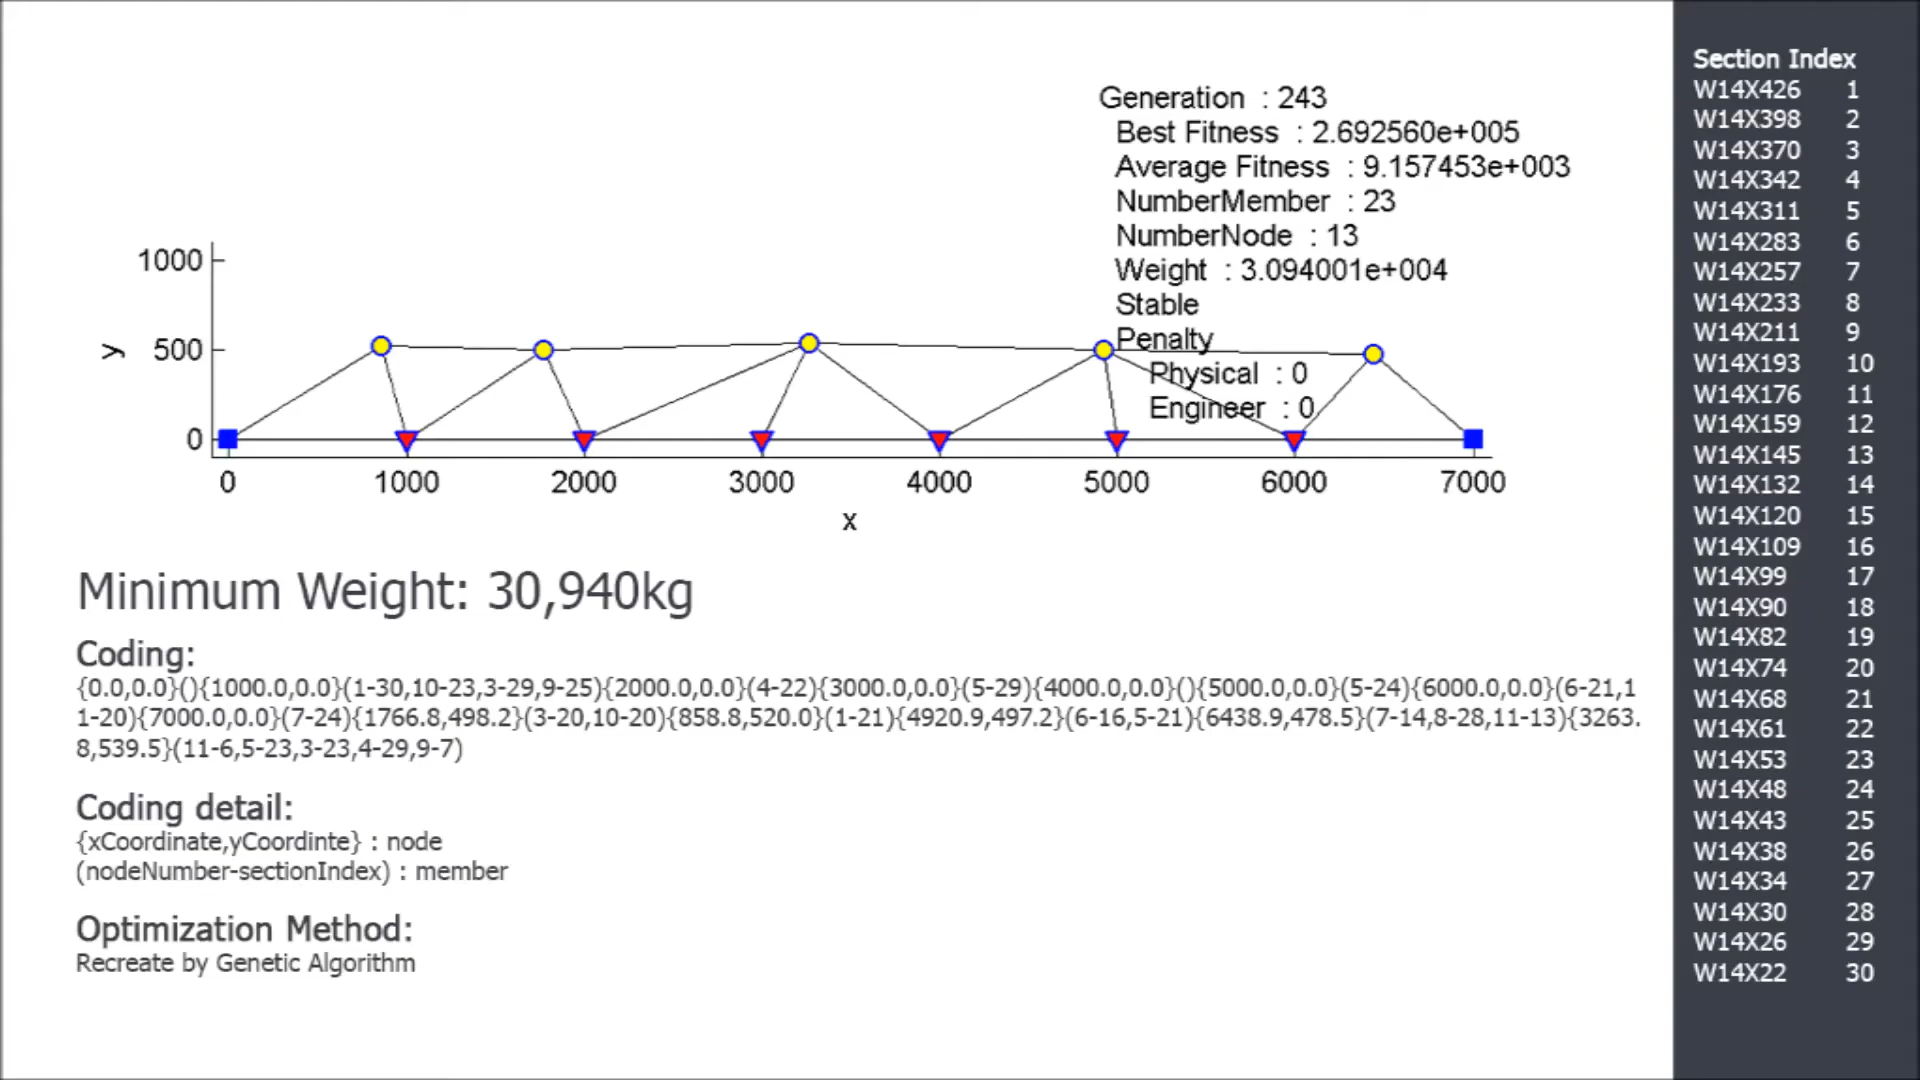 Generation : 243
Best Fitness : 2.692560e+005
Average Fitness : 9.157453e+003
NumberMember : 23
NumberNode : 13
Weight : 3.094001e+004
Stable
Penalty
Physical : 0
Engineer : 0
1000
500
0
y
0 1000 2000 3000 4000 5000 6000 7000
x
Minimum Weight: 30,940kg
Coding:
{0.0,0.0}(){1000.0,0.0}(1-30,10-23,3-29,9-25){2000.0,0.0}(4-22){3000.0,0.0}(5-29){4000.0,0.0}(){5000.0,0.0}(5-24){6000.0,0.0}(6-21,1
1-20){7000.0,0.0}(7-24){1766.8,498.2}(3-20,10-20){858.8,520.0}(1-21){4920.9,497.2}(6-16,5-21){6438.9,478.5}(7-14,8-28,11-13){3263.
8,539.5}(11-6,5-23,3-23,4-29,9-7)
Coding detail:
{xCoordinate,yCoordinte} : node
(nodeNumber-sectionIndex) : member
Optimization Method:
Recreate by Genetic Algorithm
Section Index
W14X426 1
W14X398 2
W14X370 3
W14X342 4
W14X311 5
W14X283 6
W14X257 7
W14X233 8
W14X211 9
W14X193 10
W14X176 11
W14X159 12
W14X145 13
W14X132 14
W14X120 15
W14X109 16
W14X99 17
W14X90 18
W14X82 19
W14X74 20
W14X68 21
W14X61 22
W14X53 23
W14X48 24
W14X43 25
W14X38 26
W14X34 27
W14X30 28
W14X26 29
W14X22 30